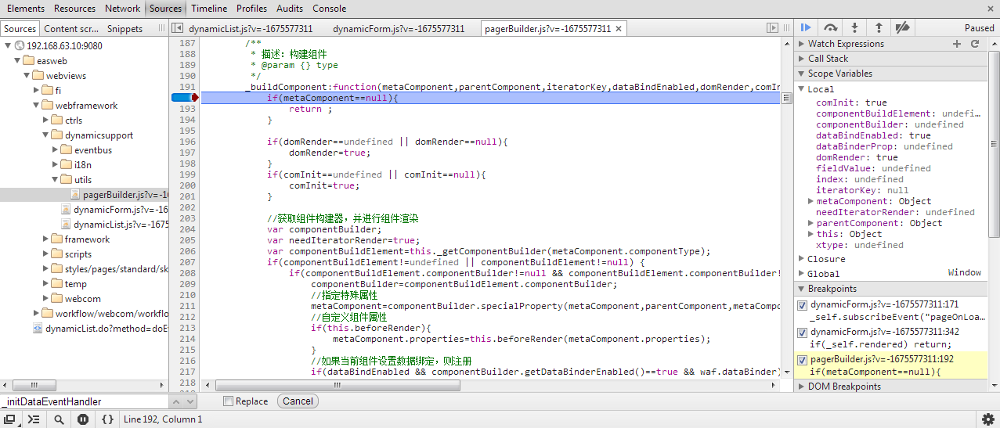 Elements Resources Network Sources Timeline Profiles Audits Console
Sources Content scr... Snippets
dynamicList.js?v=-1675577311 dynamicForm.js?v=-1675577311 pagerBuilder.js?v=-1675577311
Paused
192.168.63.10:9080
easweb
webviews
fi
webframework
ctrls
dynamicsupport
eventbus
i18n
utils
pagerBuilder.js?v=-16
dynamicForm.js?v=-16
dynamicList.js?v=-1675
framework
scripts
styles/pages/standard/sk
temp
webcom
workflow/webcom/workflo
dynamicList.do?method=doE
187 /**
188 * 描述：构建组件
189 * @param {} type
190 */
191 _buildComponent:function(metaComponent,parentComponent,iteratorKey,dataBindEnabled,domRender,comIn
if(metaComponent==null){
193 return ;
194 }
195
196 if(domRender==undefined || domRender==null){
197 domRender=true;
198 }
199 if(comInit==undefined || comInit==null){
200 comInit=true;
201 }
202
203 //获取组件构建器，并进行组件渲染
204 var componentBuilder;
205 var needIteratorRender=true;
206 var componentBuildElement=this._getComponentBuilder(metaComponent.componentType);
207 if(componentBuildElement!=undefined || componentBuildElement!=null) {
208 if(componentBuildElement.componentBuilder!=null && componentBuildElement.componentBuilder!
209 componentBuilder=componentBuildElement.componentBuilder;
210 //指定特殊属性
211 metaComponent=componentBuilder.specialProperty(metaComponent,parentComponent,metaCompo
212 //自定义组件属性
213 if(this.beforeRender){
214 metaComponent.properties=this.beforeRender(metaComponent.properties);
215 }
216 //如果当前组件设置数据绑定，则注册
217 if(dataBindEnabled && componentBuilder.getDataBinderEnabled()==true && waf.dataBinder)
218
Watch Expressions
Call Stack
Scope Variables
Local
comInit: true
componentBuildElement: undefi...
componentBuilder: undefined
dataBindEnabled: true
dataBinderProp: undefined
domRender: true
fieldValue: undefined
index: undefined
iteratorKey: null
metaComponent: Object
needIteratorRender: undefined
parentComponent: Object
this: Object
xtype: undefined
Closure
Global Window
Breakpoints
dynamicForm.js?v=-1675577311:171
_self.subscribeEvent("pageOnLoa...
dynamicForm.js?v=-1675577311:342
if(_self.rendered) return;
pagerBuilder.js?v=-1675577311:192
if(metaComponent==null){
DOM Breakpoints
_initDataEventHandler
Replace Cancel
Line 192, Column 1